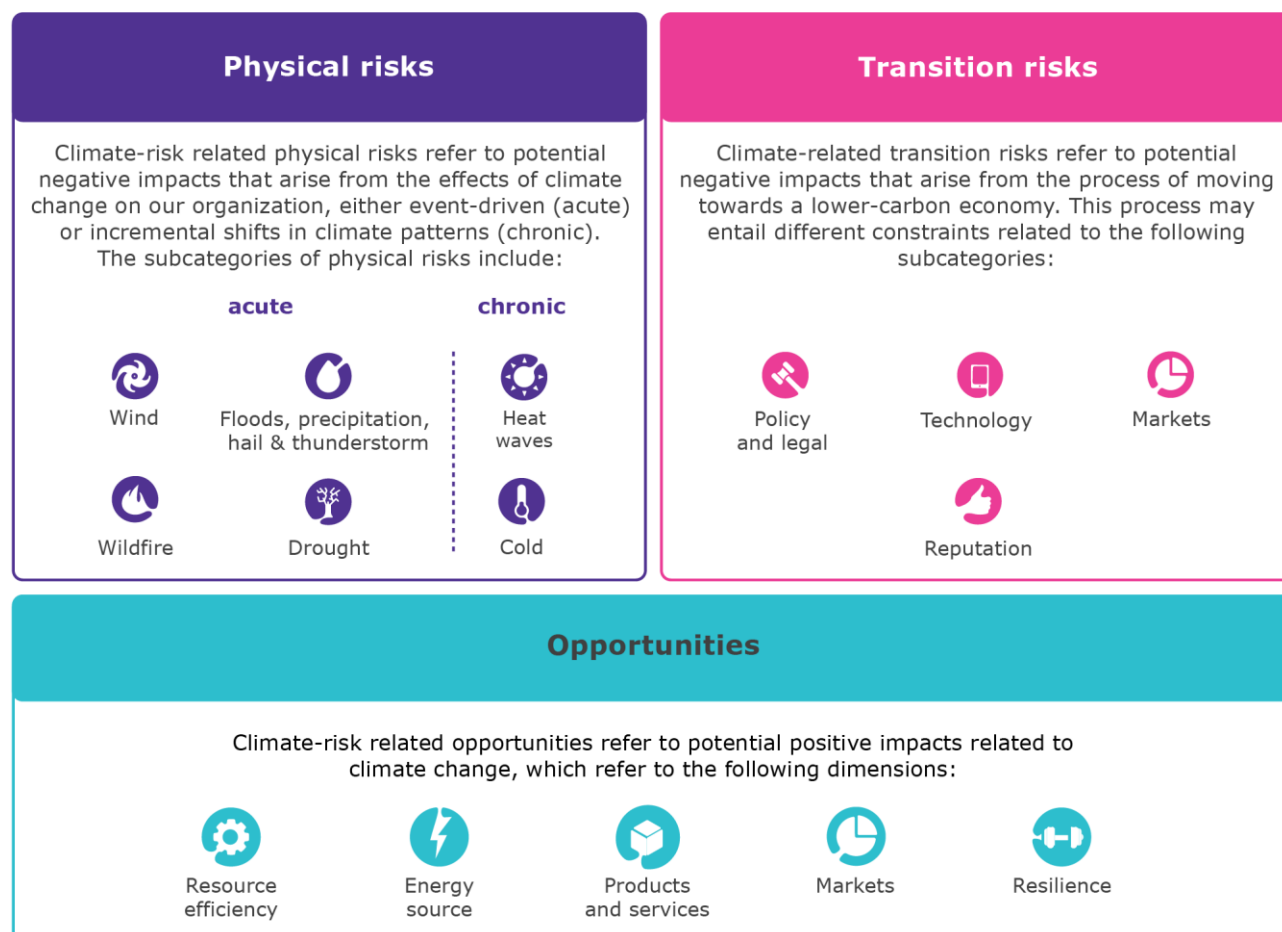 Physical risks
Climate-risk related physical risks refer to potential
negative impacts that arise from the effects of climate
change on our organization, either event-driven (acute)
or incremental shifts in climate patterns (chronic).
The subcategories of physical risks include:
acute
chronic
Wind
Floods, precipitation,
hail & thunderstorm
Heat
waves
Wildfire
Drought
Cold
Transition risks
Climate-related transition risks refer to potential
negative impacts that arise from the process of moving
towards a lower-carbon economy. This process may
entail different constraints related to the following
subcategories:
Policy
and legal
Technology
Markets
Reputation
Opportunities
Climate-risk related opportunities refer to potential positive impacts related to
climate change, which refer to the following dimensions:
Resource
efficiency
Energy
source
Products
and services
Markets
Resilience